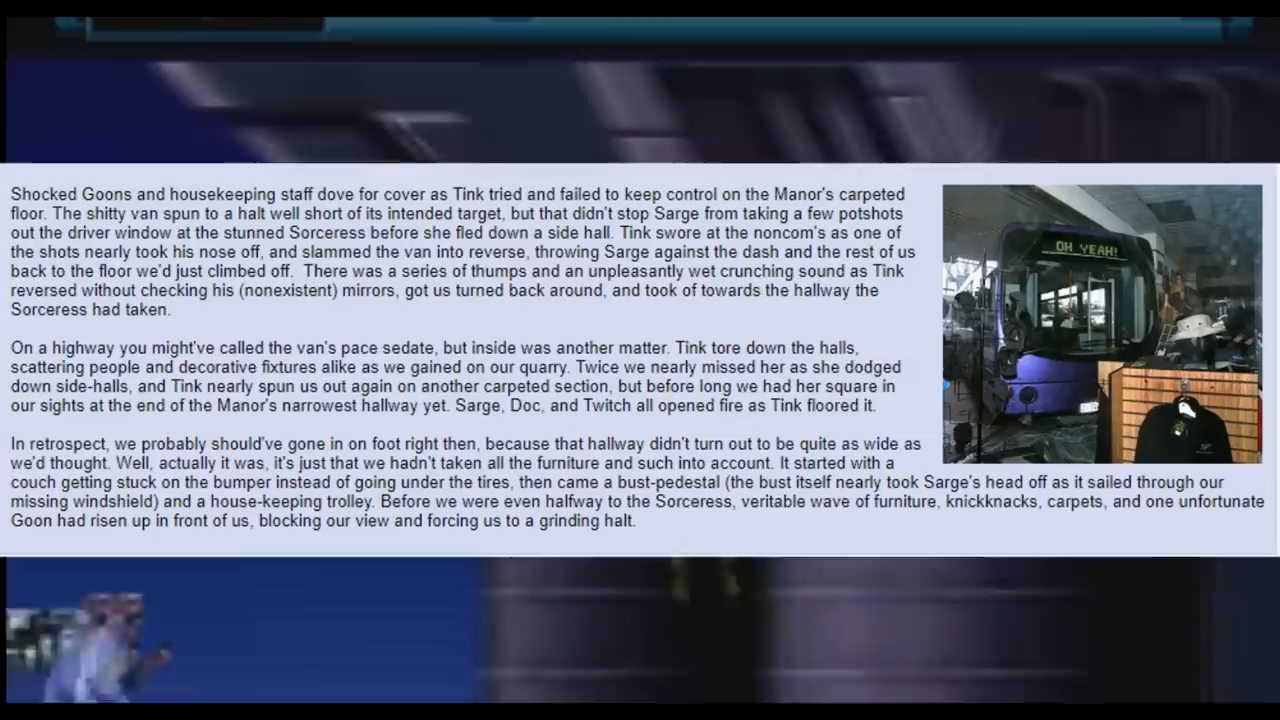 Shocked Goons and housekeeping staff dove for cover as Tink tried and failed to keep control on the Manor's carpeted
floor. The shitty van spun to a halt well short of its intended target, but that didn't stop Sarge from taking a few potshots
out the driver window at the stunned Sorceress before she fled down a side hall. Tink swore at the noncom's as one of
the shots nearly took his nose off, and slammed the van into reverse, throwing Sarge against the dash and the rest of us
back to the floor we'd just climbed off. There was a series of thumps and an unpleasantly wet crunching sound as Tink
reversed without checking his (nonexistent) mirrors, got us turned back around, and took of towards the hallway the
Sorceress had taken.
On a highway you might've called the van's pace sedate, but inside was another matter. Tink tore down the halls,
scattering people and decorative fixtures alike as we gained on our quarry. Twice we nearly missed her as she dodged
down side-halls, and Tink nearly spun us out again on another carpeted section, but before long we had her square in
our sights at the end of the Manor's narrowest hallway yet. Sarge, Doc, and Twitch all opened fire as Tink floored it.
In retrospect, we probably should've gone in on foot right then, because that hallway didn't turn out to be quite as wide as
we'd thought. Well, actually it was, it's just that we hadn't taken all the furniture and such into account. It started with a
couch getting stuck on the bumper instead of going under the tires, then came a bust-pedestal (the bust itself nearly took Sarge's head off as it sailed through our
missing windshield) and a house-keeping trolley. Before we were even halfway to the Sorceress, veritable wave of furniture, knickknacks, carpets, and one unfortunate
Goon had risen up in front of us, blocking our view and forcing us to a grinding halt.
OH YEAH!